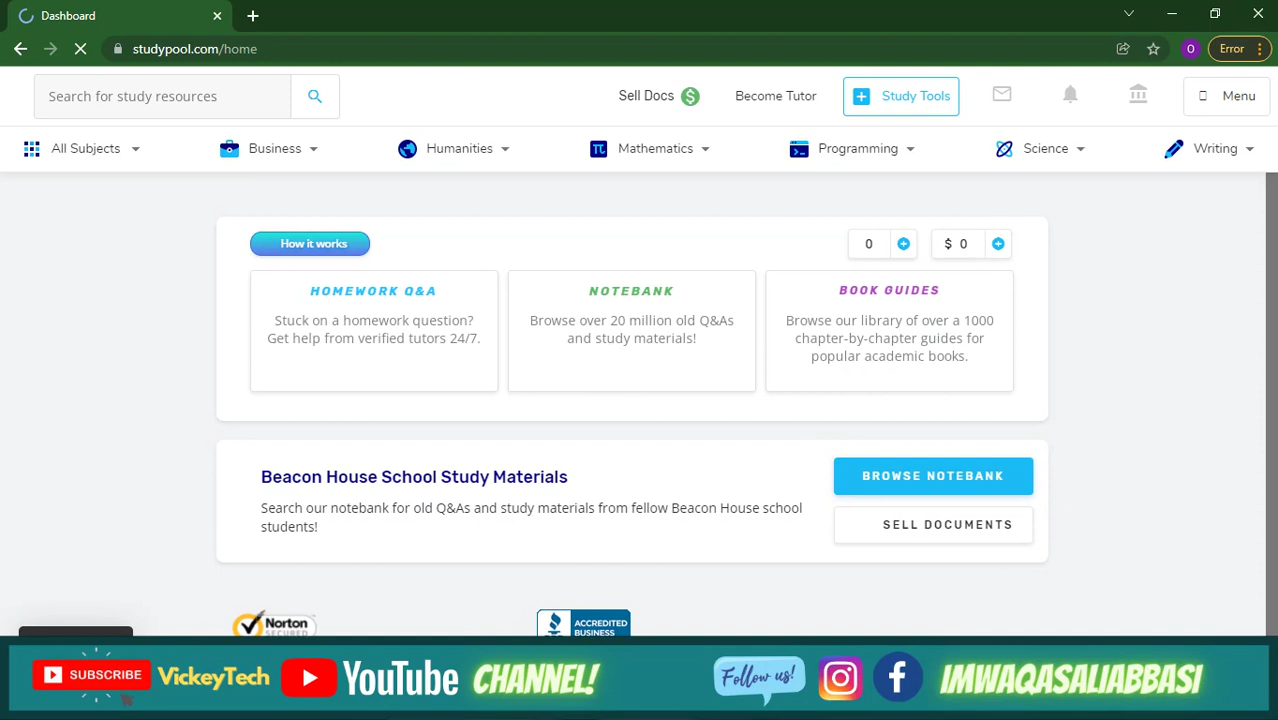 Dashboard
studypool.com/home
O
Error
Search for study resources
Sell Docs $
Become Tutor
Study Tools
Menu
All Subjects
Business
Humanities
Mathematics
Programming
Science
Writing
How it works
0
$ 0
HOMEWORK Q&A
Stuck on a homework question?
Get help from verified tutors 24/7.
NOTEBANK
Browse over 20 million old Q&As
and study materials!
BOOK GUIDES
Browse our library of over a 1000
chapter-by-chapter guides for
popular academic books.
Beacon House School Study Materials
Search our notebank for old Q&As and study materials from fellow Beacon House school
students!
BROWSE NOTEBANK
SELL DOCUMENTS
Norton
SECURED
ACCREDITED
BUSINESS
SUBSCRIBE
VickeyTech
YouTube
CHANNEL!
Follow us!
IMWAQASALIABBASI